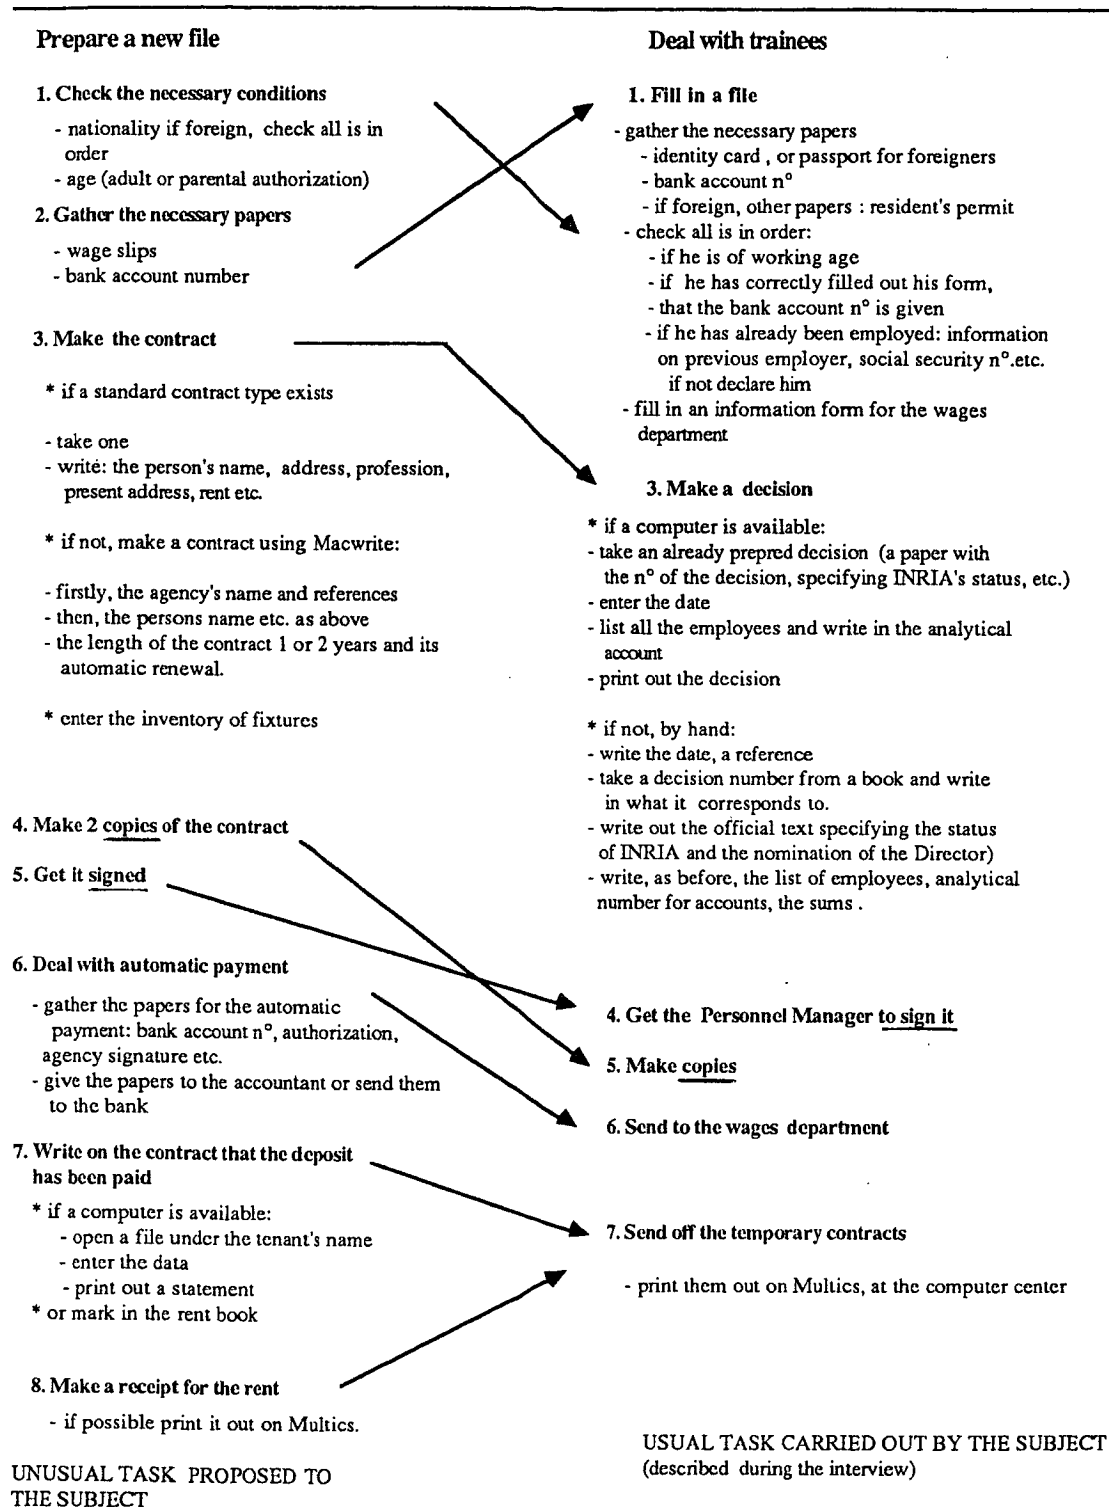 Prepare a new file
1. Check the necessary conditions
- nationality if foreign, check all is in
order
- age (adult or parental authorization)
2. Gather the necessary papers
- wage slips
- bank account number
3. Make the contract
* if a standard contract type exists
- take one
- write: the person's name, address, profession,
present address, rent etc.
* if not, make a contract using Macwrite:
- firstly, the agency's name and references
- then, the persons name etc. as above
- the length of the contract 1 or 2 years and its
automatic renewal.
* enter the inventory of fixtures
4. Make 2 copies of the contract
5. Get it signed
6. Deal with automatic payment
- gather the papers for the automatic
payment: bank account n°, authorization,
agency signature etc.
- give the papers to the accountant or send them
to the bank
7. Write on the contract that the deposit
has been paid
* if a computer is available:
- open a file under the tenant's name
- enter the data
- print out a statement
* or mark in the rent book
8. Make a receipt for the rent
- if possible print it out on Multics.
UNUSUAL TASK PROPOSED TO
THE SUBJECT
Deal with trainees
1. Fill in a file
- gather the necessary papers
- identity card , or passport for foreigners
- bank account n°
- if foreign, other papers : resident's permit
- check all is in order:
- if he is of working age
- if he has correctly filled out his form,
- that the bank account n° is given
- if he has already been employed: information
on previous employer, social security n°.etc.
if not declare him
- fill in an information form for the wages
department
3. Make a decision
* if a computer is available:
- take an already prepred decision (a paper with
the n° of the decision, specifying INRIA's status, etc.)
- enter the date
- list all the employees and write in the analytical
account
- print out the decision
* if not, by hand:
- write the date, a reference
- take a decision number from a book and write
in what it corresponds to.
- write out the official text specifying the status
of INRIA and the nomination of the Director)
- write, as before, the list of employees, analytical
number for accounts, the sums .
4. Get the Personnel Manager to sign it
5. Make copies
6. Send to the wages department
7. Send off the temporary contracts
- print them out on Multics, at the computer center
USUAL TASK CARRIED OUT BY THE SUBJECT
(described during the interview)